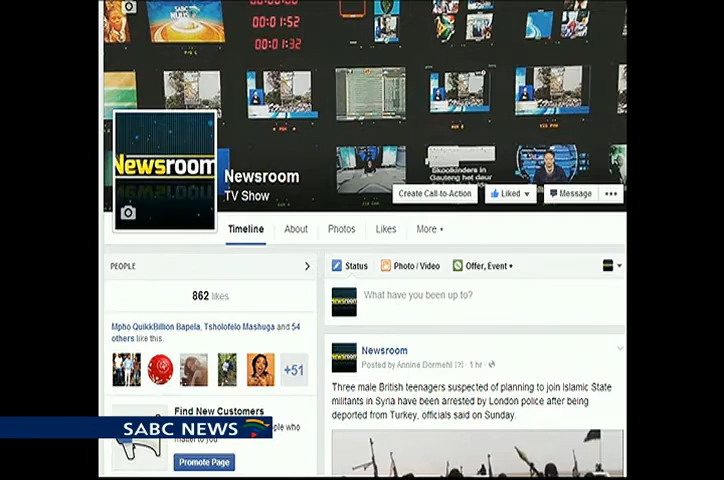 00:01:52
00:01:32
Newsroom
Newsroom
TV Show
Skoolkinders in
Gauteng het deur
Create Call-to-Action
Liked
Message
Timeline
About
Photos
Likes
More
PEOPLE
862 likes
Mpho QuikkBillion Bapela, Tsholofelo Mashuga and 54
others like this.
+51
Find New Customers
ple who
matter to you
Promote Page
Status
Photo / Video
Offer, Event +
Newsroom
What have you been up to?
Newsroom
Newsroom
Posted by Annine Dormehl [?] · 1 hr ·
Three male British teenagers suspected of planning to join Islamic State
militants in Syria have been arrested by London police after being
deported from Turkey, officials said on Sunday.
SABC NEWS